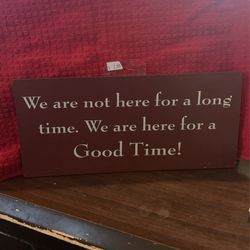 We are not here for a long
time. We are here for a
Good Time!